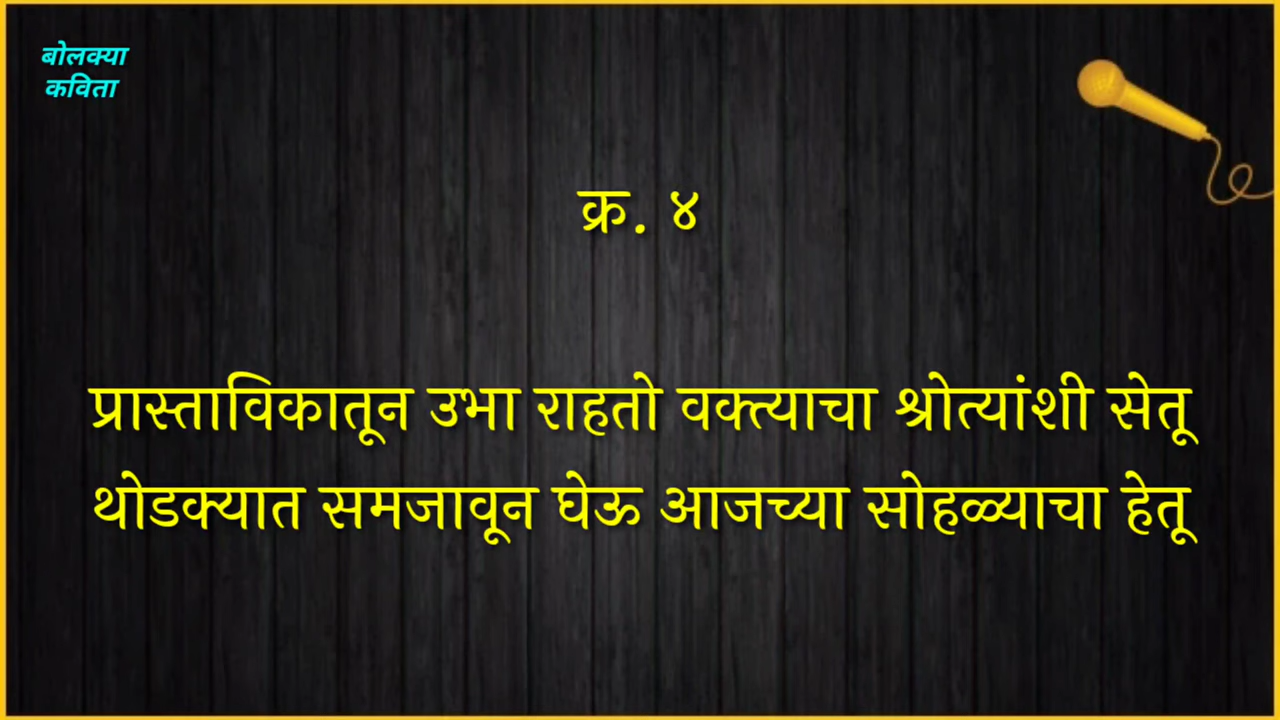 बोलक्या
कविता
क्र. ४
प्रास्ताविकातून उभा राहतो वक्त्याचा श्रोत्यांशी सेतू
थोडक्यात समजावून घेऊ आजच्या सोहळ्याचा हेतू